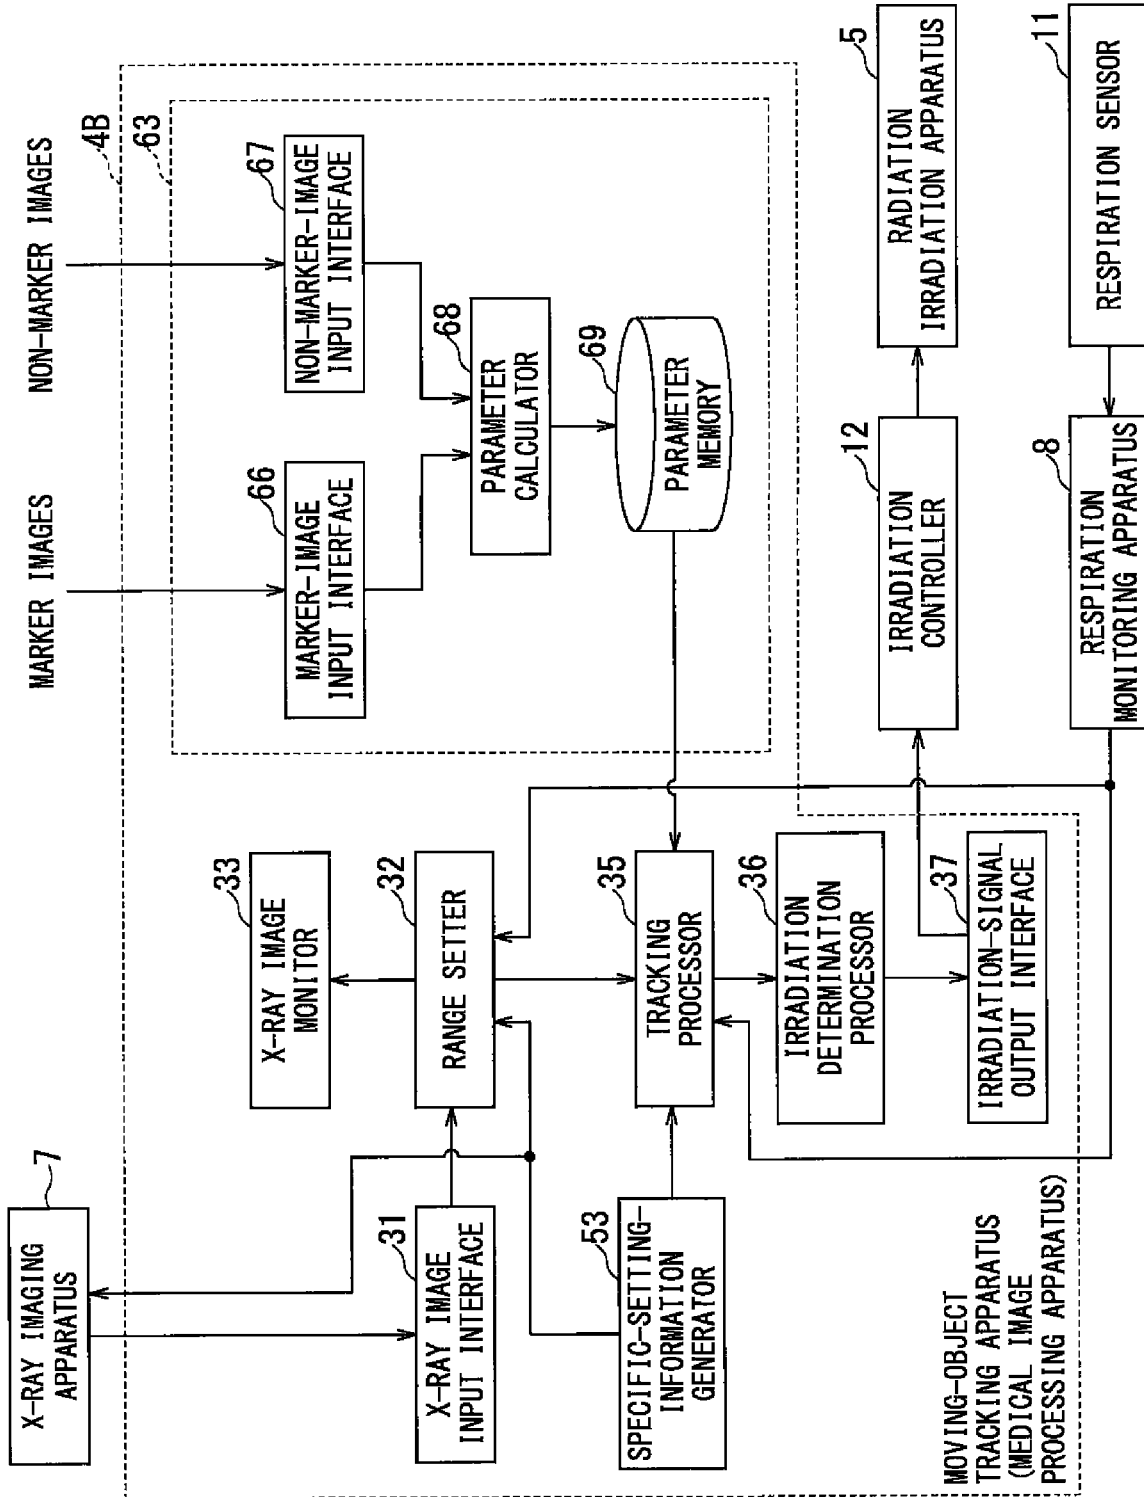 7
X-RAY IMAGING
APPARATUS
MARKER IMAGES
NON-MARKER IMAGES
4B
63
31
X-RAY IMAGE
INPUT INTERFACE
33
X-RAY IMAGE
MONITOR
32
RANGE SETTER
66
MARKER-IMAGE
INPUT INTERFACE
67
NON-MARKER-IMAGE
INPUT INTERFACE
68
PARAMETER
CALCULATOR
69
PARAMETER
MEMORY
53
SPECIFIC-SETTING-
INFORMATION
GENERATOR
35
TRACKING
PROCESSOR
36
IRRADIATION
DETERMINATION
PROCESSOR
37
IRRADIATION-SIGNAL
OUTPUT INTERFACE
12
IRRADIATION
CONTROLLER
5
RADIATION
IRRADIATION APPARATUS
8
RESPIRATION
MONITORING APPARATUS
11
RESPIRATION SENSOR
MOVING-OBJECT
TRACKING APPARATUS
(MEDICAL IMAGE
PROCESSING APPARATUS)